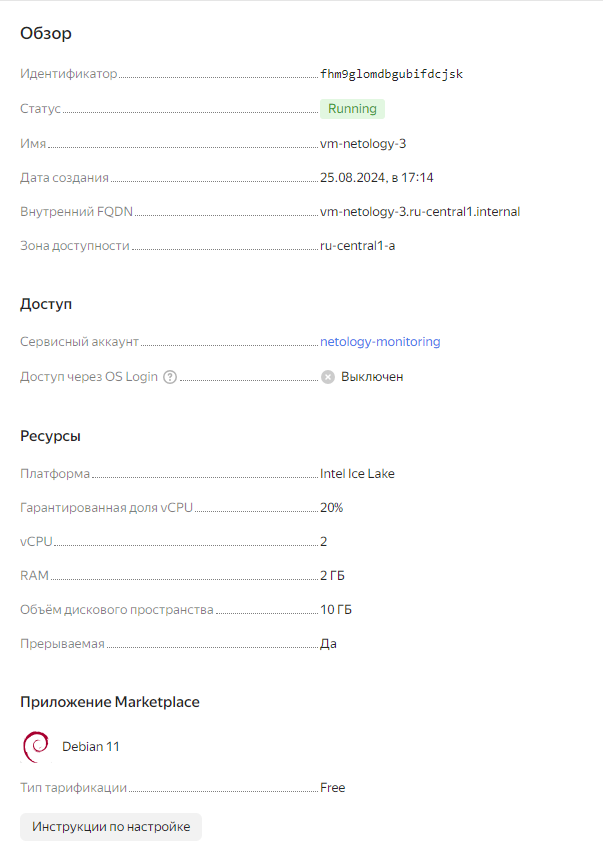 Обзор
Идентификатор fhm9glomdbgubifdcjsk
Статус Running
Имя vm-netology-3
Дата создания 25.08.2024, в 17:14
Внутренний FQDN vm-netology-3.ru-central1.internal
Зона доступности ru-central1-a
Доступ
Сервисный аккаунт netology-monitoring
Доступ через OS Login ? Выключен
Ресурсы
Платформа Intel Ice Lake
Гарантированная доля vCPU 20%
vCPU 2
RAM 2 ГБ
Объём дискового пространства 10 ГБ
Прерываемая Да
Приложение Marketplace
Debian 11
Тип тарификации Free
Инструкции по настройке